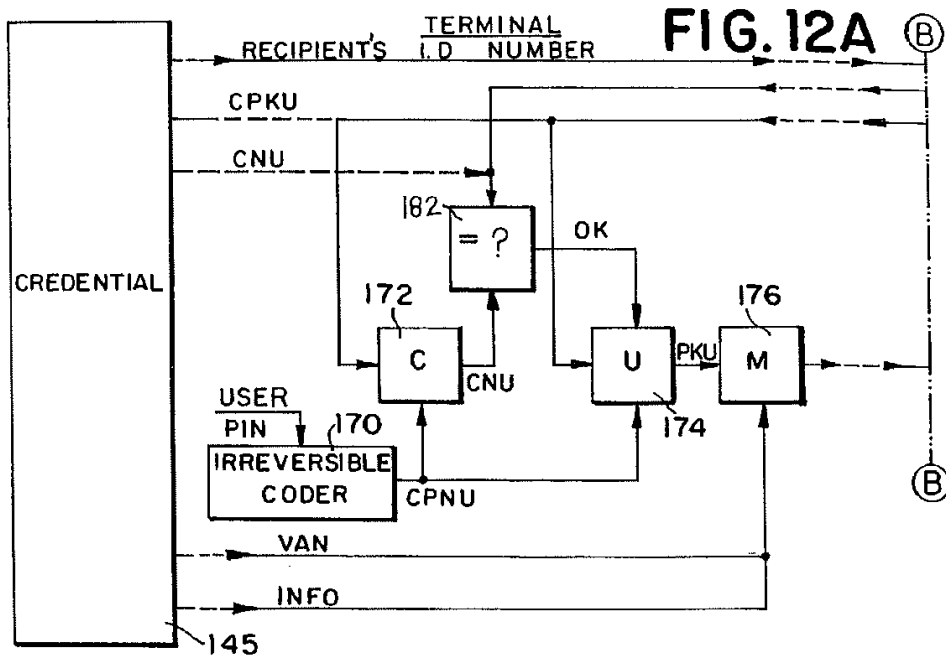 TERMINAL
FIG. 12A
B
RECIPIENT'S I.D NUMBER
CPKU
CNU
182
= ?
OK
CREDENTIAL
172
176
C
CNU
U
PKU
M
174
USER
PIN
170
IRREVERSIBLE
CODER
CPNU
B
VAN
INFO
145